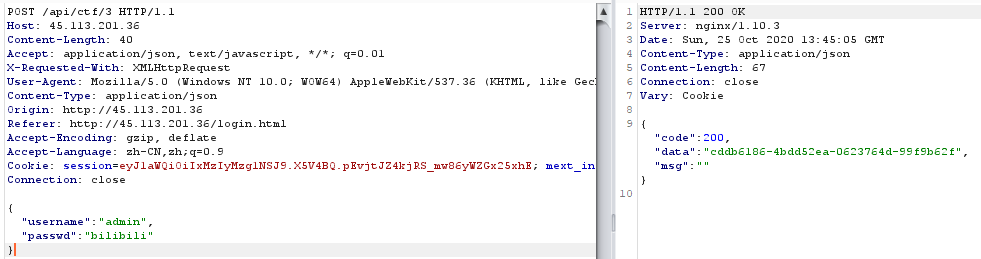 POST /api/ctf/3 HTTP/1.1
Host: 45.113.201.36
Content-Length: 40
Accept: application/json, text/javascript, */*; q=0.01
X-Requested-With: XMLHttpRequest
User-Agent: Mozilla/5.0 (Windows NT 10.0; WOW64) AppleWebKit/537.36 (KHTML, like Gec
Content-Type: application/json
Origin: http://45.113.201.36
Referer: http://45.113.201.36/login.html
Accept-Encoding: gzip, deflate
Accept-Language: zh-CN,zh;q=0.9
Cookie: mext_in
Connection: close
{
"username":"admin",
"passwd":"bilibili"
}
1 HTTP/1.1 200 OK
2 Server: nginx/1.10.3
3 Date: Sun, 25 Oct 2020 13:45:05 GMT
4 Content-Type: application/json
5 Content-Length: 67
6 Connection: close
7 Vary: Cookie
8
9 {
"code":200,
"data":"cddb6186-4bdd52ea-0623764d-99f9b62f",
"msg":""
}
10